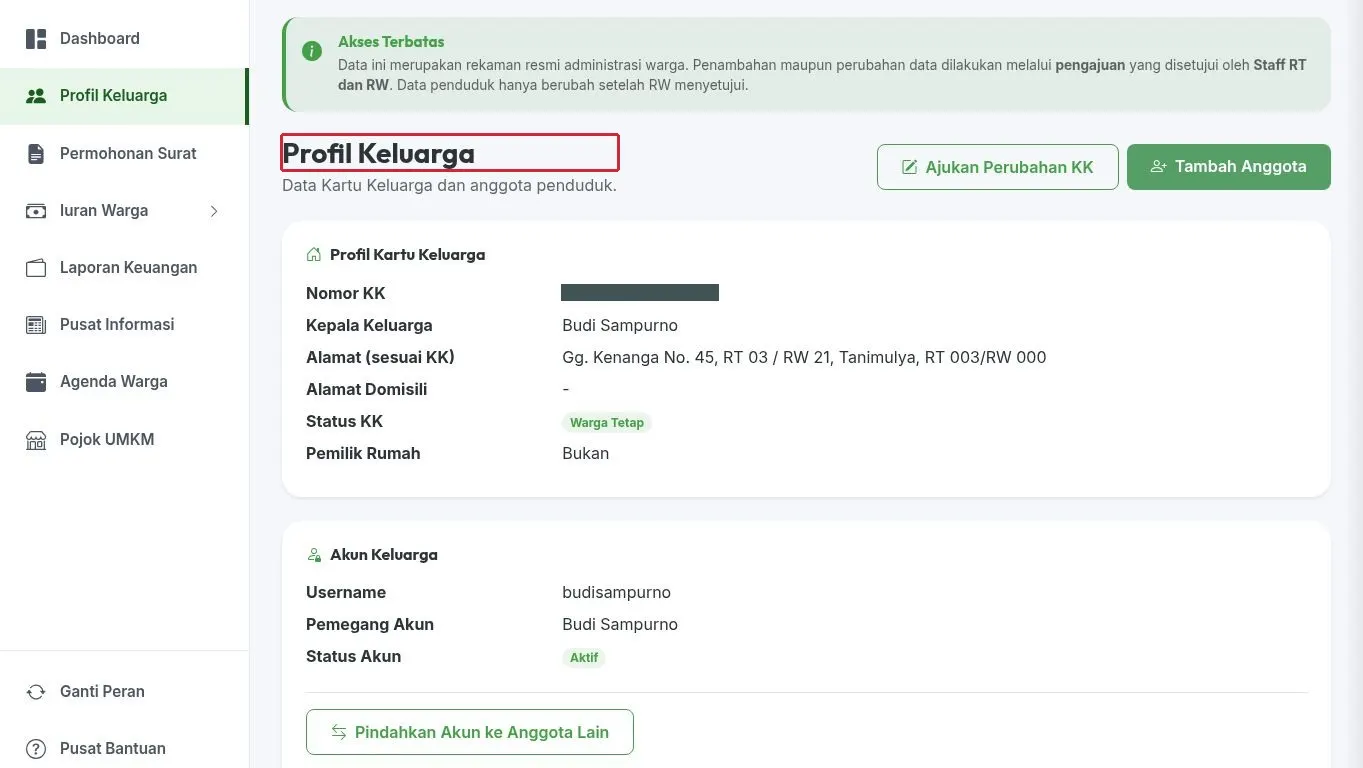 Dashboard
Profil Keluarga
Permohonan Surat
Iuran Warga
Laporan Keuangan
Pusat Informasi
Agenda Warga
Pojok UMKM
Ganti Peran
Pusat Bantuan
Akses Terbatas
Data ini merupakan rekaman resmi administrasi warga. Penambahan maupun perubahan data dilakukan melalui pengajuan yang disetujui oleh Staff RT
dan RW. Data penduduk hanya berubah setelah RW menyetujui.
Profil Keluarga
Data Kartu Keluarga dan anggota penduduk.
Ajukan Perubahan KK
Tambah Anggota
Profil Kartu Keluarga
Nomor KK
Kepala Keluarga Budi Sampurno
Alamat (sesuai KK) Gg. Kenanga No. 45, RT 03 / RW 21, Tanimulya, RT 003/RW 000
Alamat Domisili -
Status KK Warga Tetap
Pemilik Rumah Bukan
Akun Keluarga
Username budisampurno
Pemegang Akun Budi Sampurno
Status Akun Aktif
Pindahkan Akun ke Anggota Lain